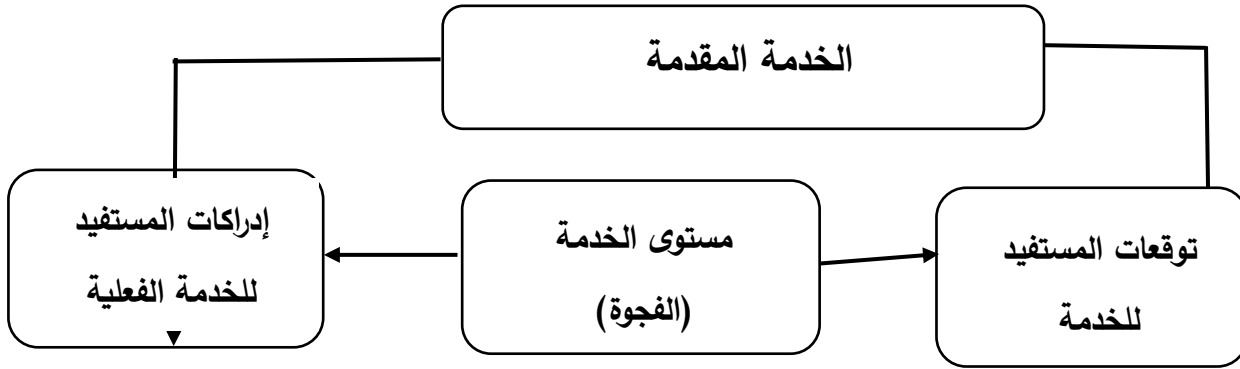 الخدمة المقدمة
توقعات المستفيد
للخدمة
مستوى الخدمة
(الفجوة)
إدراكات المستفيد
للخدمة الفعلية